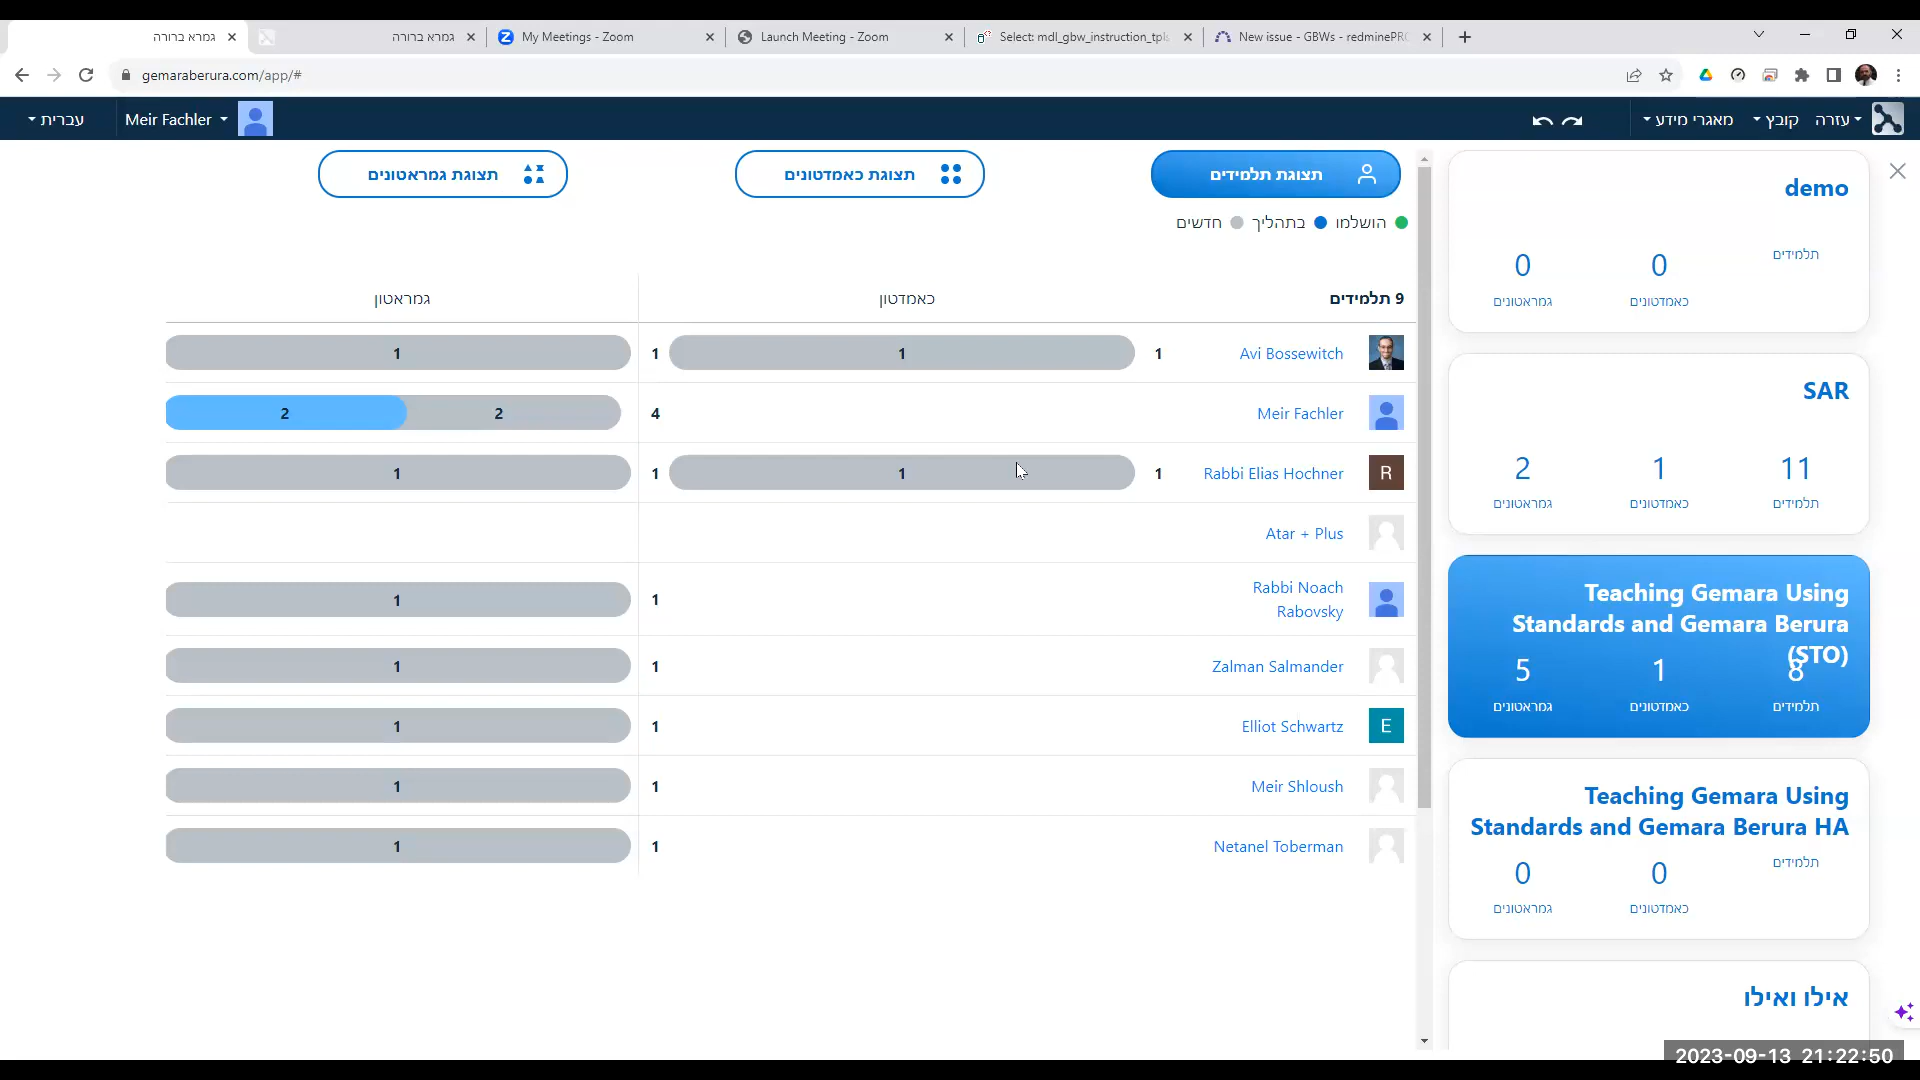 גמרא ברורה
גמרא ברורה
My Meetings - Zoom
Launch Meeting - Zoom
Select: mdl_gbw_instruction_tpls
New issue - GBWs - redminePRO
gemaraberura.com/app/#
עברית
Meir Fachler
מאגרי מידע
קובץ
עזרה
תצוגת תלמידים
תצוגת כאמדטונים
תצוגת גמראטונים
הושלמו
בתהליך
חדשים
9 תלמידים
כאמדטון
גמראטון
Avi Bossewitch
1
1
1
1
Meir Fachler
4
2
2
Rabbi Elias Hochner
R
1
1
1
1
Atar + Plus
Rabbi Noach
Rabovsky
1
1
Zalman Salmander
1
1
Elliot Schwartz
E
1
1
Meir Shloush
1
1
Netanel Toberman
1
1
demo
תלמידים
0
כאמדטונים
0
גמראטונים
SAR
11
תלמידים
1
כאמדטונים
2
גמראטונים
Teaching Gemara Using
Standards and Gemara Berura
(STO)
8
תלמידים
1
כאמדטונים
5
גמראטונים
Teaching Gemara Using
Standards and Gemara Berura HA
תלמידים
0
כאמדטונים
0
גמראטונים
אילו ואילו
2023-09-13 21:22:50